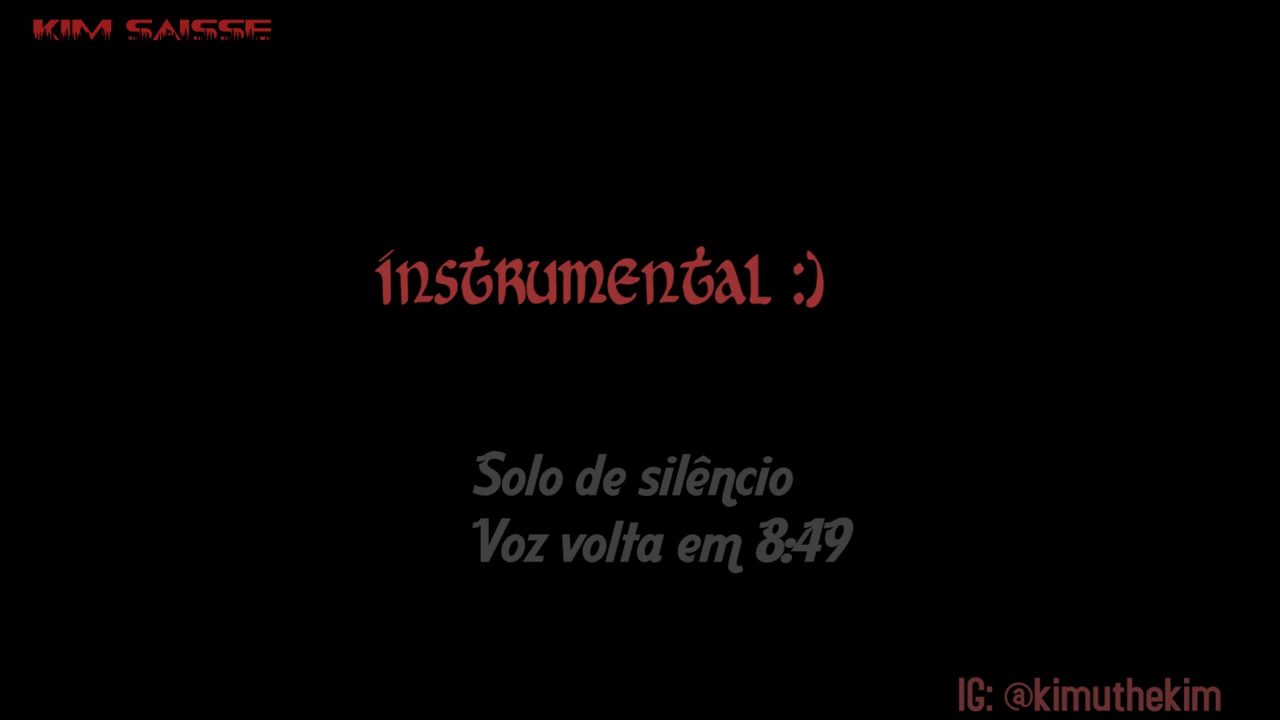 KIM SAISSE
ínstrumental :)
Solo de silêncio
Voz volta em 8:49
IG: @kimuthekim